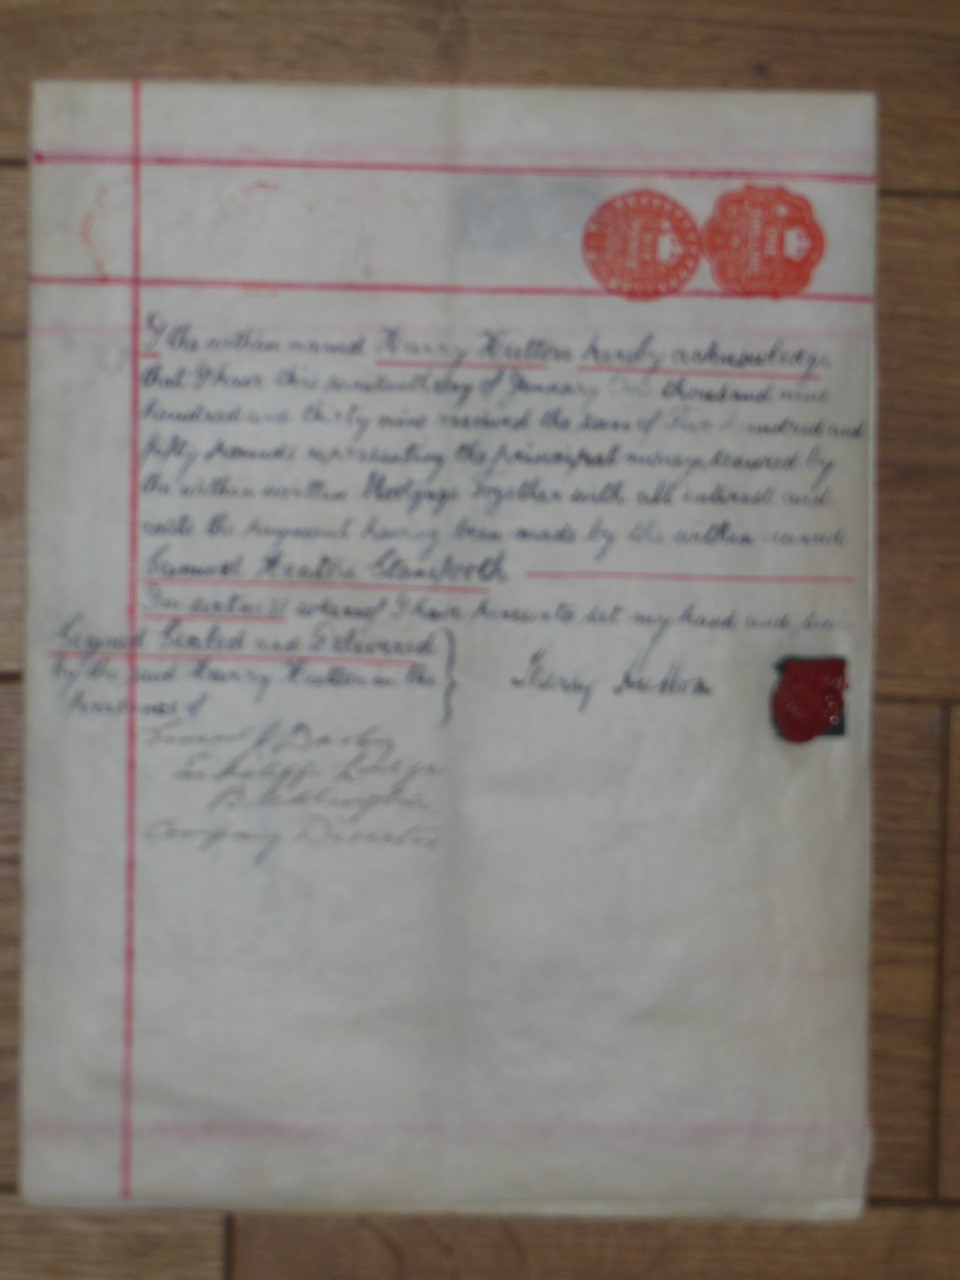 I the within named Harry Hutton hereby acknowledge
that I have this day of January One thousand nine
hundred and thirty nine received the sum of Two hundred and
fifty pounds representing the principal money secured by
the within written Mortgage together with all interest and
costs the payment having been made by the within named
Samuel
In witness whereof I have hereunto set my hand and seal
Signed Sealed and Delivered
by the said Harry Hutton in the
presence of
Harry Hutton
Darby
Lodge
Bridlington
Company Director